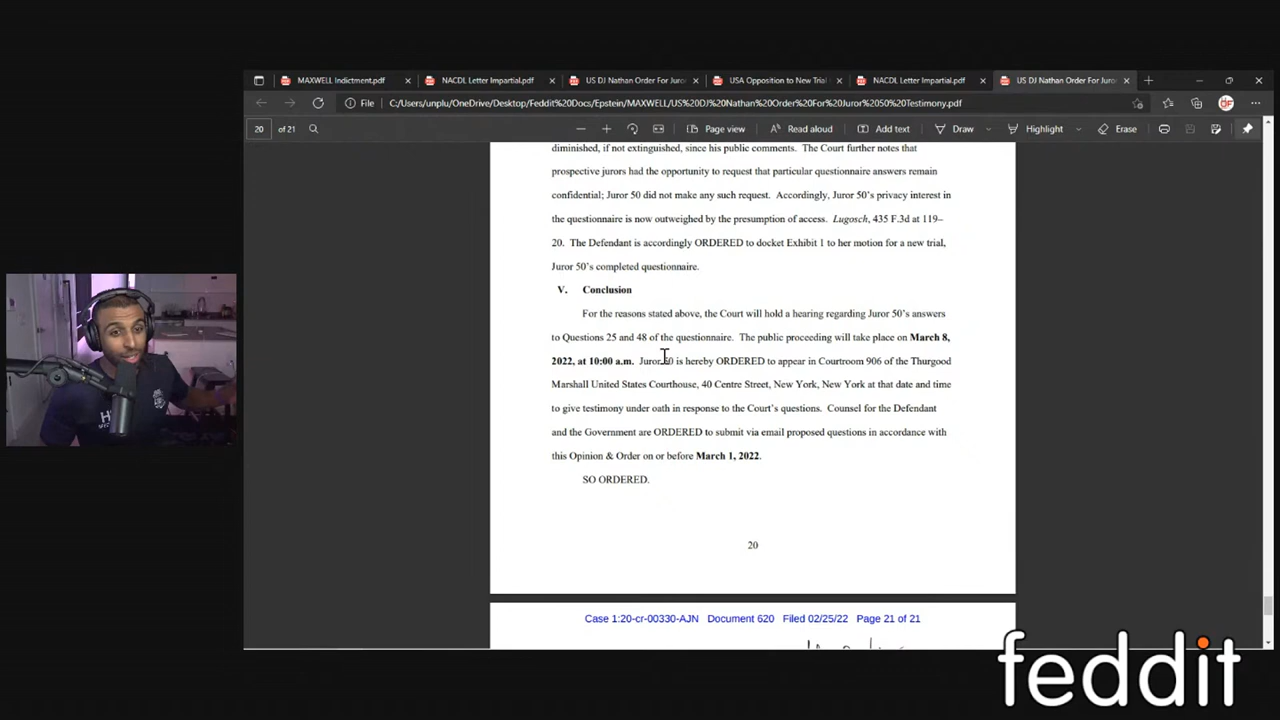 MAXWELL Indictment.pdf
NACDL Letter Impartial.pdf
US DJ Nathan Order For Juro
USA Opposition to New Trial
NACDL Letter Impartial.pdf
US DJ Nathan Order For Juro
File
C:/Users/unplu/OneDrive/Desktop/Feddit%20Docs/Epstein/MAXWELL/US%20DJ%20Nathan%20Order%20For%20Juror%2050%20Testimony.pdf
20 of 21
Page view
Read aloud
Add text
Draw
Highlight
Erase
diminished, if not extinguished, since his public comments. The Court further notes that
prospective jurors had the opportunity to request that particular questionnaire answers remain
confidential; Juror 50 did not make any such request. Accordingly, Juror 50's privacy interest in
the questionnaire is now outweighed by the presumption of access. Lugosch, 435 F.3d at 119–
20. The Defendant is accordingly ORDERED to docket Exhibit 1 to her motion for a new trial,
Juror 50's completed questionnaire.
V. Conclusion
For the reasons stated above, the Court will hold a hearing regarding Juror 50's answers
to Questions 25 and 48 of the questionnaire. The public proceeding will take place on March 8,
2022, at 10:00 a.m. Juror 50 is hereby ORDERED to appear in Courtroom 906 of the Thurgood
Marshall United States Courthouse, 40 Centre Street, New York, New York at that date and time
to give testimony under oath in response to the Court's questions. Counsel for the Defendant
and the Government are ORDERED to submit via email proposed questions in accordance with
this Opinion & Order on or before March 1, 2022.
SO ORDERED.
20
Case 1:20-cr-00330-AJN Document 620 Filed 02/25/22 Page 21 of 21
feddit